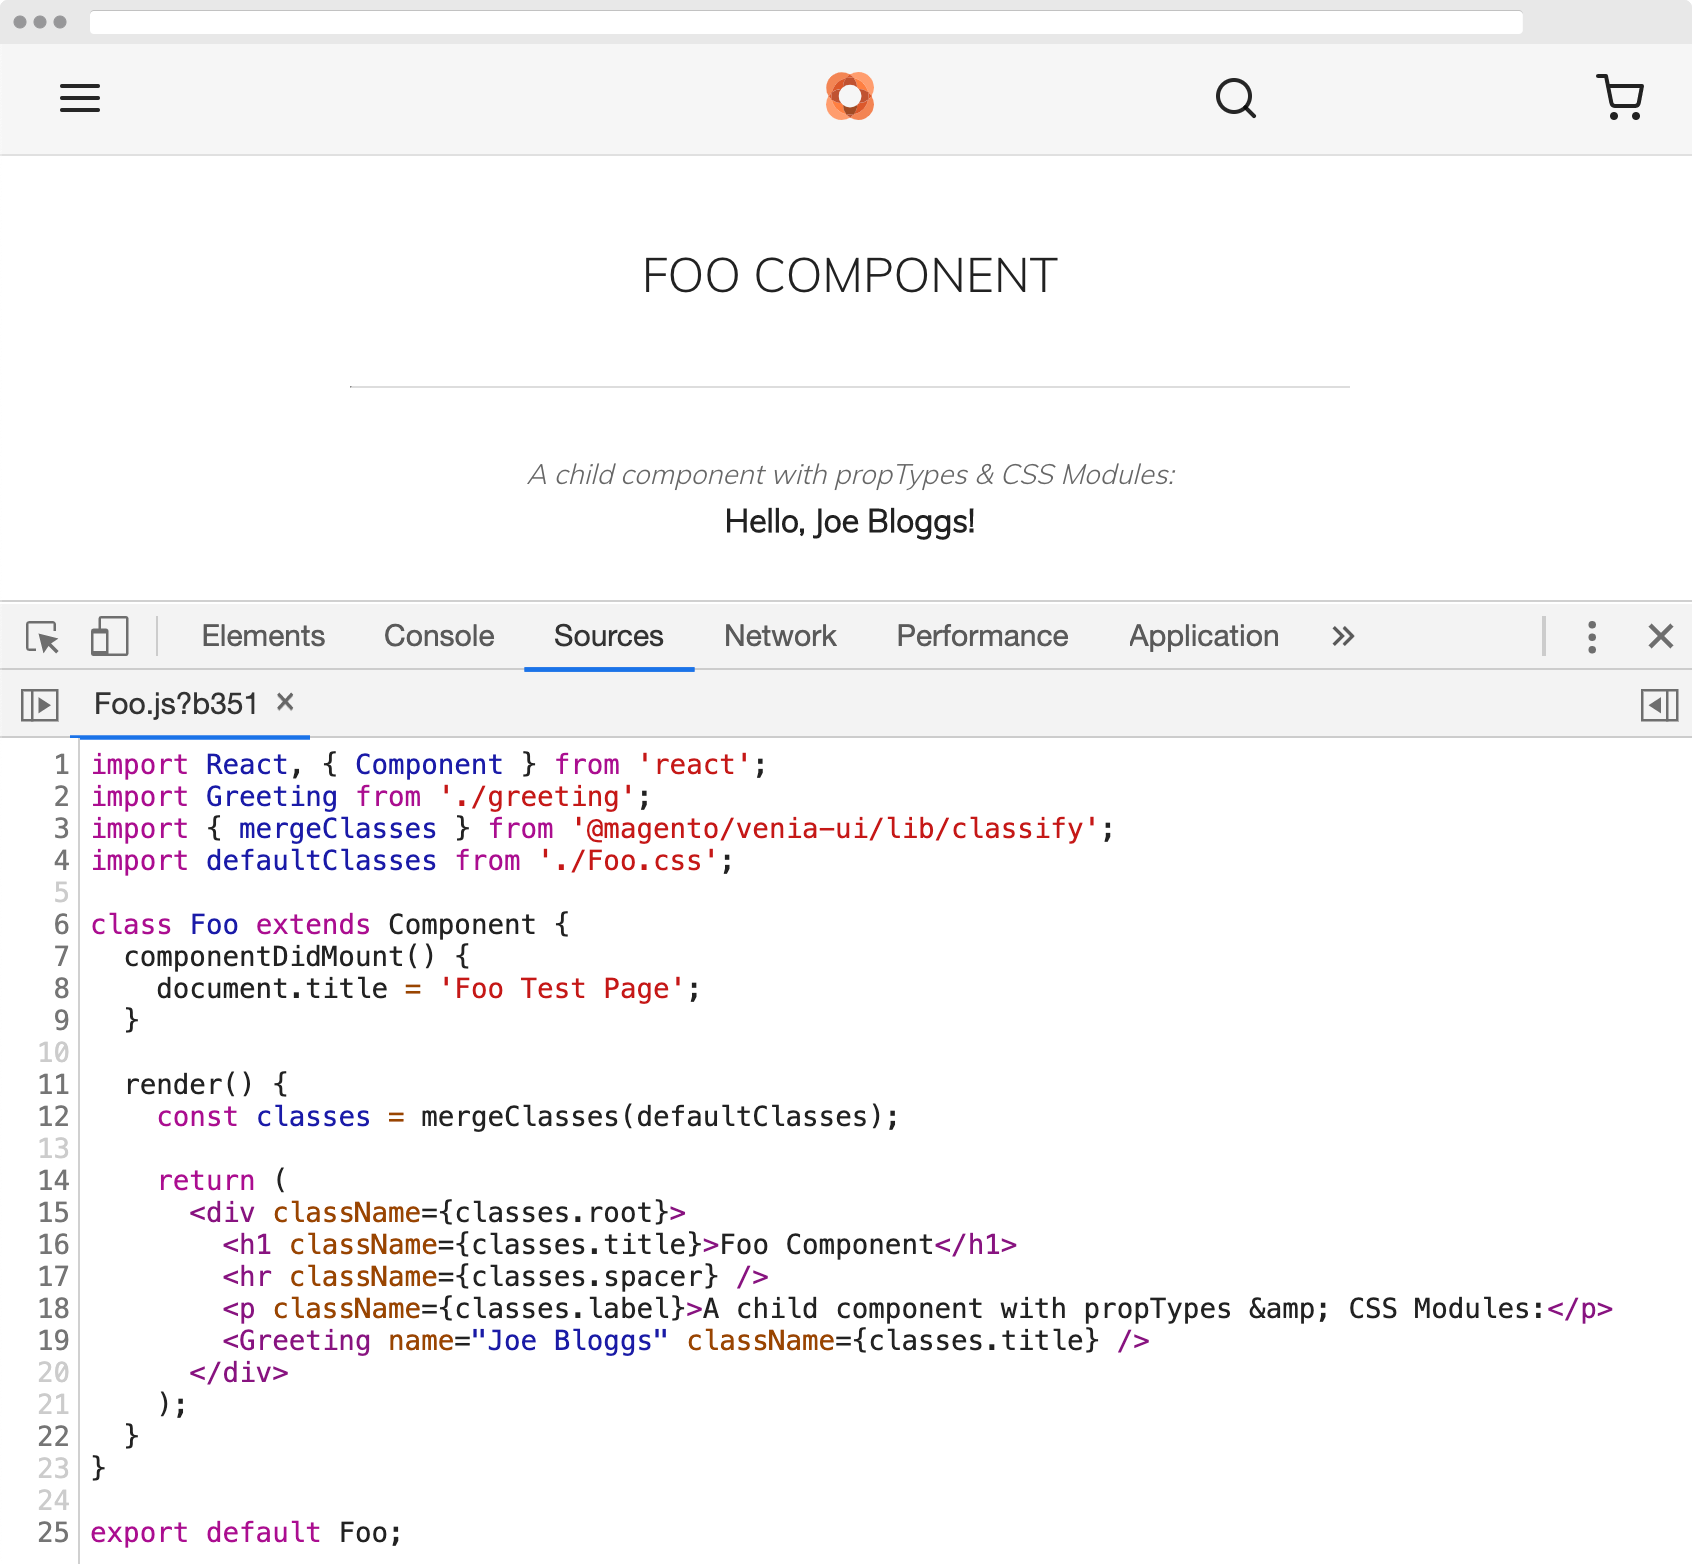 FOO COMPONENT
A child component with propTypes & CSS Modules:
Hello, Joe Bloggs!
Elements Console Sources Network Performance Application »
Foo.js?b351 ×
1 import React, { Component } from 'react';
2 import Greeting from './greeting';
3 import { mergeClasses } from '@magento/venia-ui/lib/classify';
4 import defaultClasses from './Foo.css';
5
6 class Foo extends Component {
7   componentDidMount() {
8     document.title = 'Foo Test Page';
9   }
10
11   render() {
12     const classes = mergeClasses(defaultClasses);
13
14     return (
15       <div className={classes.root}>
16         <h1 className={classes.title}>Foo Component</h1>
17         <hr className={classes.spacer} />
18         <p className={classes.label}>A child component with propTypes &amp; CSS Modules:</p>
19         <Greeting name="Joe Bloggs" className={classes.title} />
20       </div>
21     );
22   }
23 }
24
25 export default Foo;